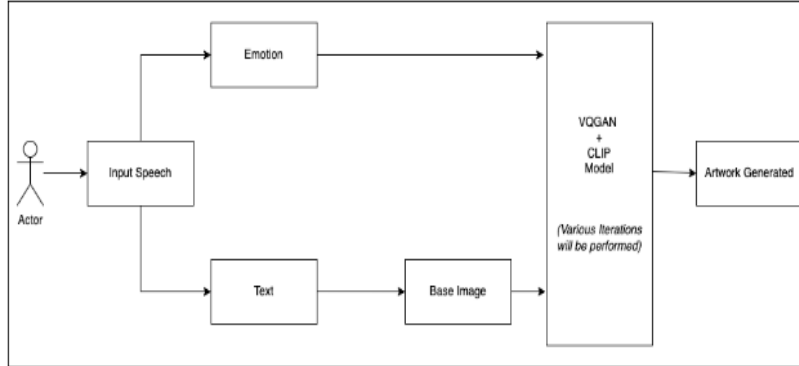 Emotion
VQGAN
+
CLIP
Model
(Various Iterations
will be performed)
Input Speech
Artwork Generated
Actor
Text
Base Image